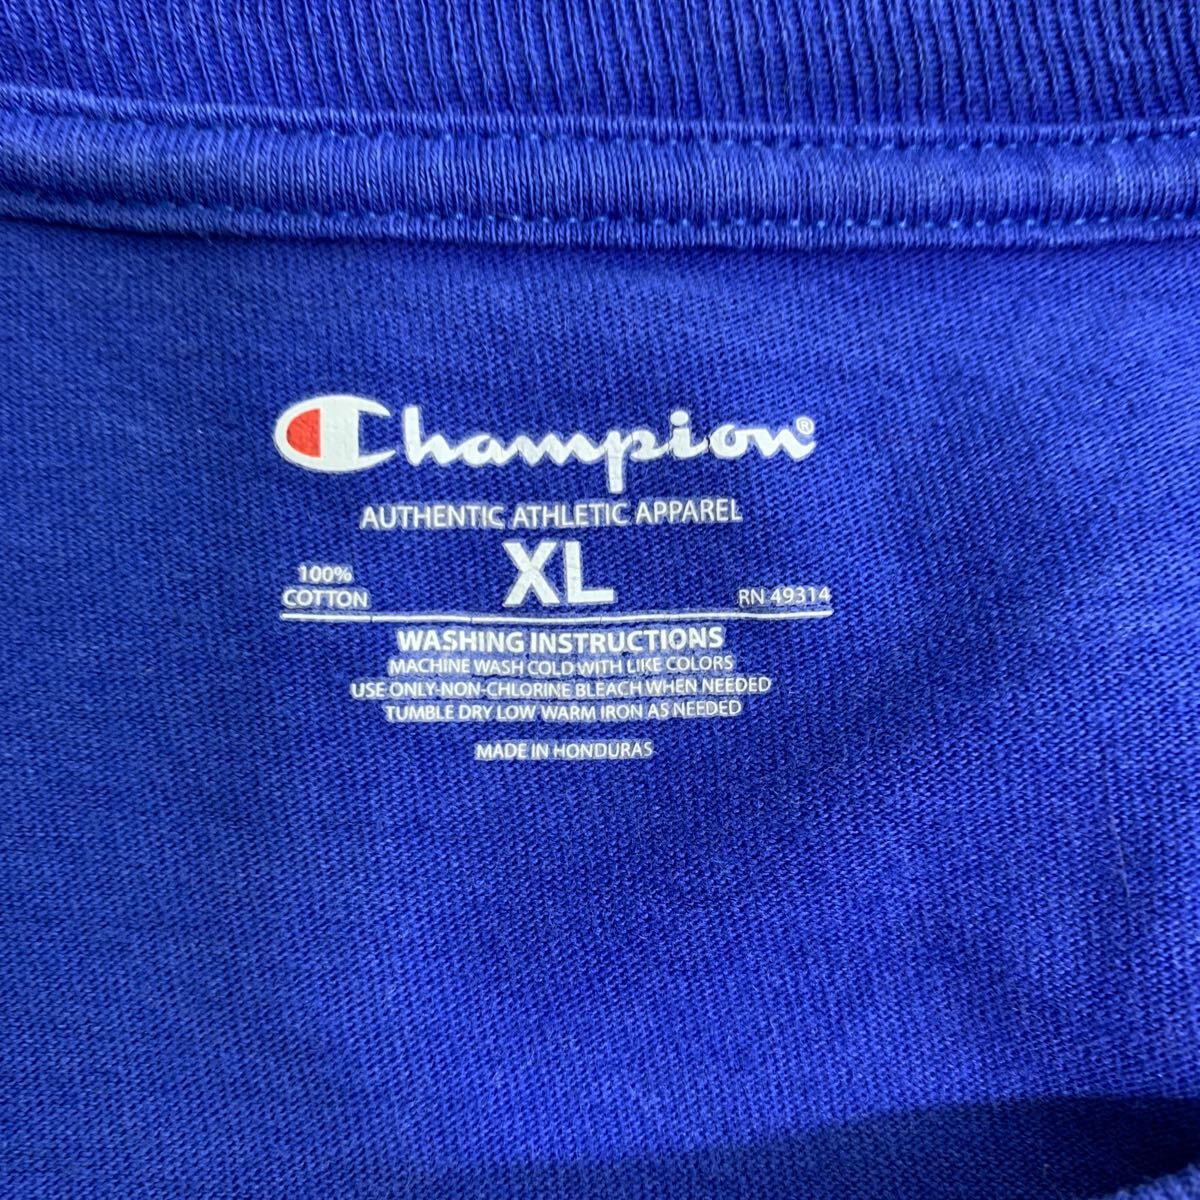 Champion®
AUTHENTIC ATHLETIC APPAREL
100%
COTTON
XL
RN 49314
WASHING INSTRUCTIONS
MACHINE WASH COLD WITH LIKE COLORS
USE ONLY-NON-CHLORINE BLEACH WHEN NEEDED
TUMBLE DRY LOW WARM IRON AS NEEDED
MADE IN HONDURAS